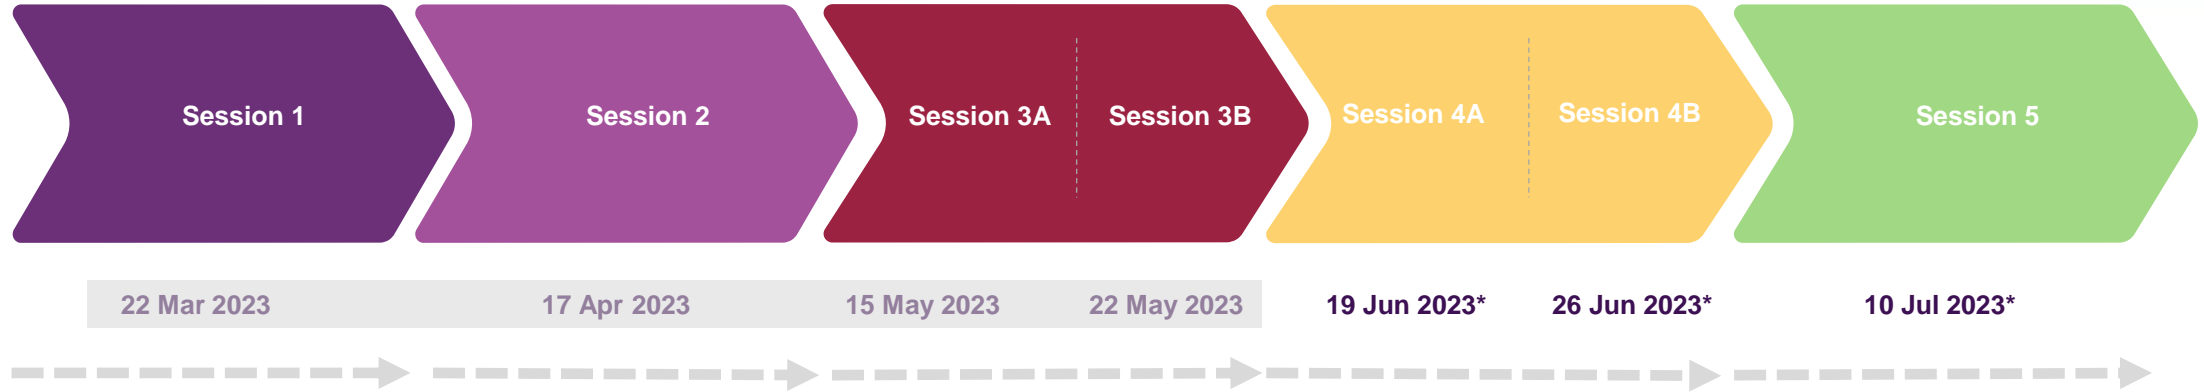 Session 1
Session 2
Session 3A
Session 3B
Session 4A
Session 4B
Session 5
22 Mar 2023
17 Apr 2023
15 May 2023
22 May 2023
19 Jun 2023*
26 Jun 2023*
10 Jul 2023*